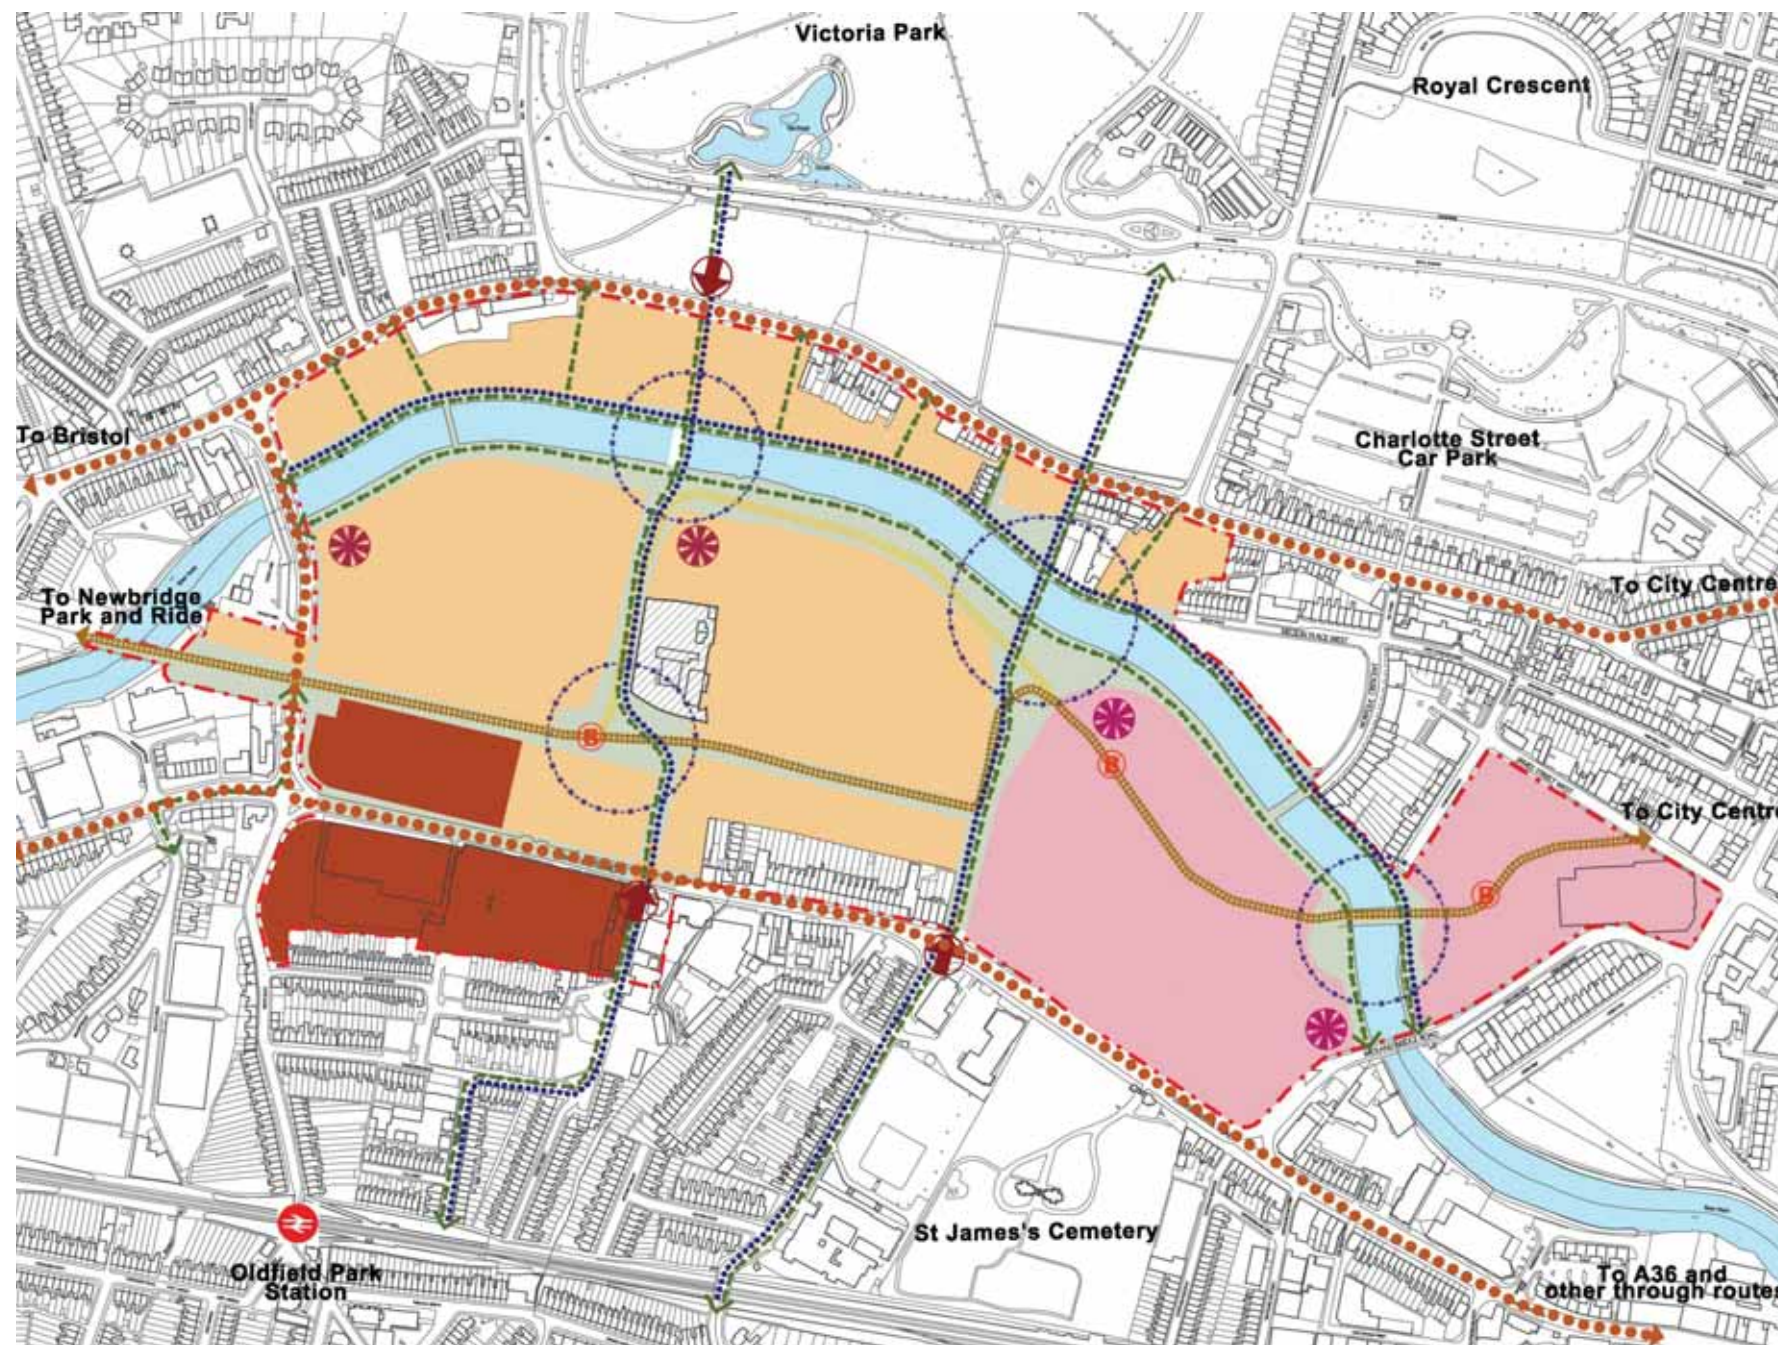 Victoria Park
Royal Crescent
Charlotte Street
Car Park
To Bristol
To City Centre
To Newbridge
Park and Ride
B
B
To City Centre
B
St James's Cemetery
Oldfield Park
Station
To A36 and
other through routes